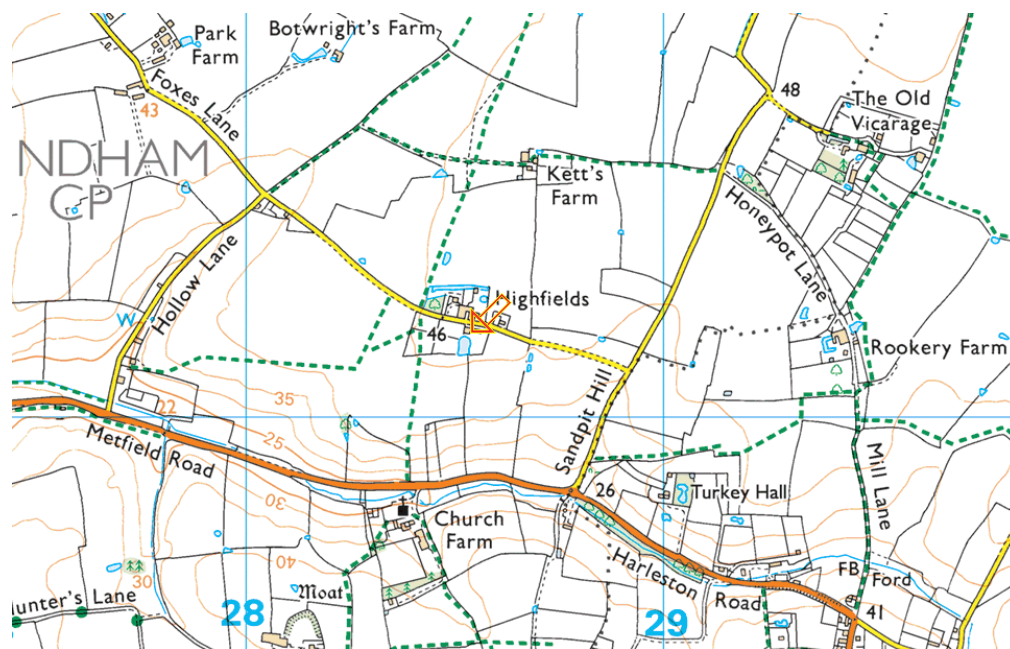 Park
Farm
Botwright's Farm
Foxes Lane
43
48
The Old
Vicarage
NDHAM
CP
Kett's
Farm
Honeypot Lane
Hollow Lane
W
Highfields
46
Rookery Farm
35
22
25
Metfield Road
Sandpit Hill
Mill Lane
30
26
Turkey Hall
Church
Farm
40
Harleston Road
FB
Ford
30
unter's Lane
Moat
28
29
41